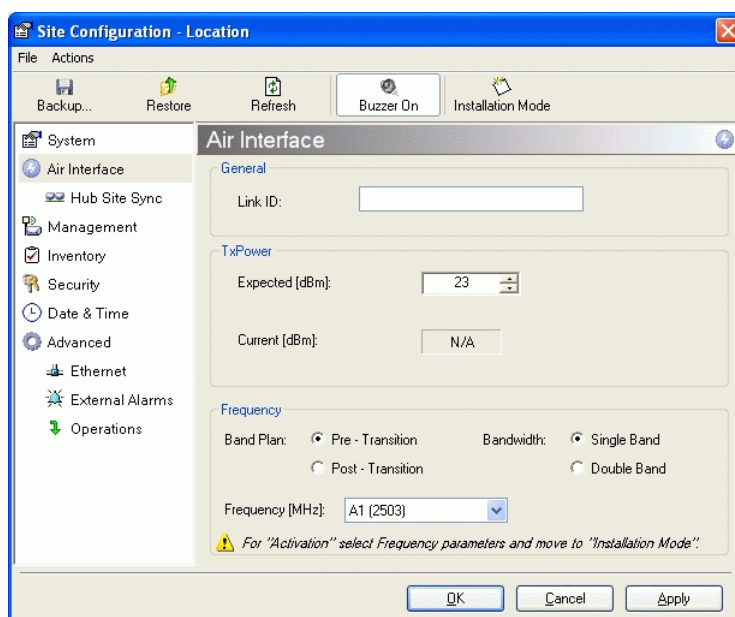 Site Configuration - Location
File Actions
Backup... Restore Refresh Buzzer On Installation Mode
System
Air Interface
Hub Site Sync
Management
Inventory
Security
Date & Time
Advanced
Ethernet
External Alarms
Operations
Air Interface
General
Link ID:
TxPower
Expected [dBm]: 23
Current [dBm]: N/A
Frequency
Band Plan: Pre - Transition Bandwidth: Single Band
Post - Transition Double Band
Frequency [MHz]: A1 (2503)
For "Activation" select Frequency parameters and move to "Installation Mode".
OK Cancel Apply